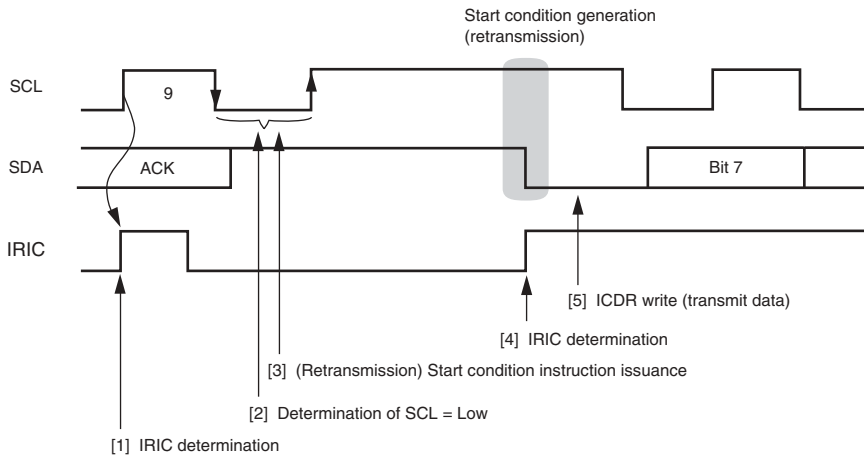 Start condition generation
(retransmission)
SCL
9
SDA
ACK
Bit 7
IRIC
[5] ICDR write (transmit data)
[4] IRIC determination
[3] (Retransmission) Start condition instruction issuance
[2] Determination of SCL = Low
[1] IRIC determination